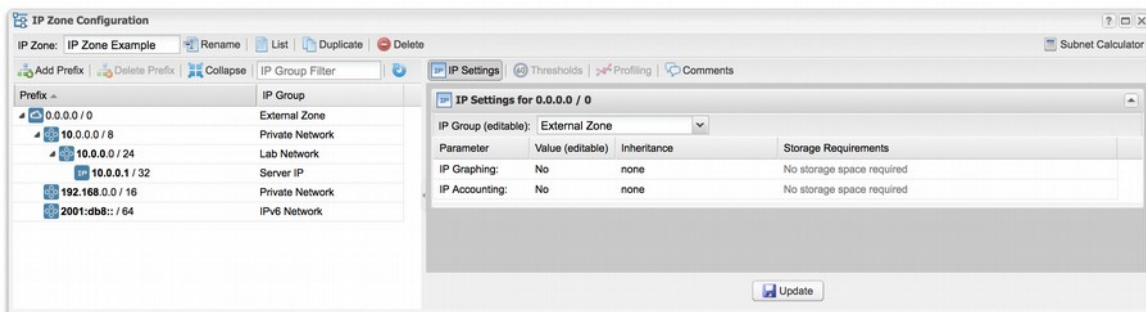 IP Zone Configuration
IP Zone: IP Zone Example Rename List Duplicate Delete Subnet Calculator
Add Prefix Delete Prefix Collapse IP Group Filter IP Settings Thresholds Profiling Comments
Prefix IP Group
0.0.0.0 / 0 External Zone
10.0.0.0 / 8 Private Network
10.0.0.0 / 24 Lab Network
10.0.0.1 / 32 Server IP
192.168.0.0 / 16 Private Network
2001:db8:: / 64 IPv6 Network
IP Settings for 0.0.0.0 / 0
IP Group (editable): External Zone
Parameter Value (editable) Inheritance Storage Requirements
IP Graphing: No none No storage space required
IP Accounting: No none No storage space required
Update